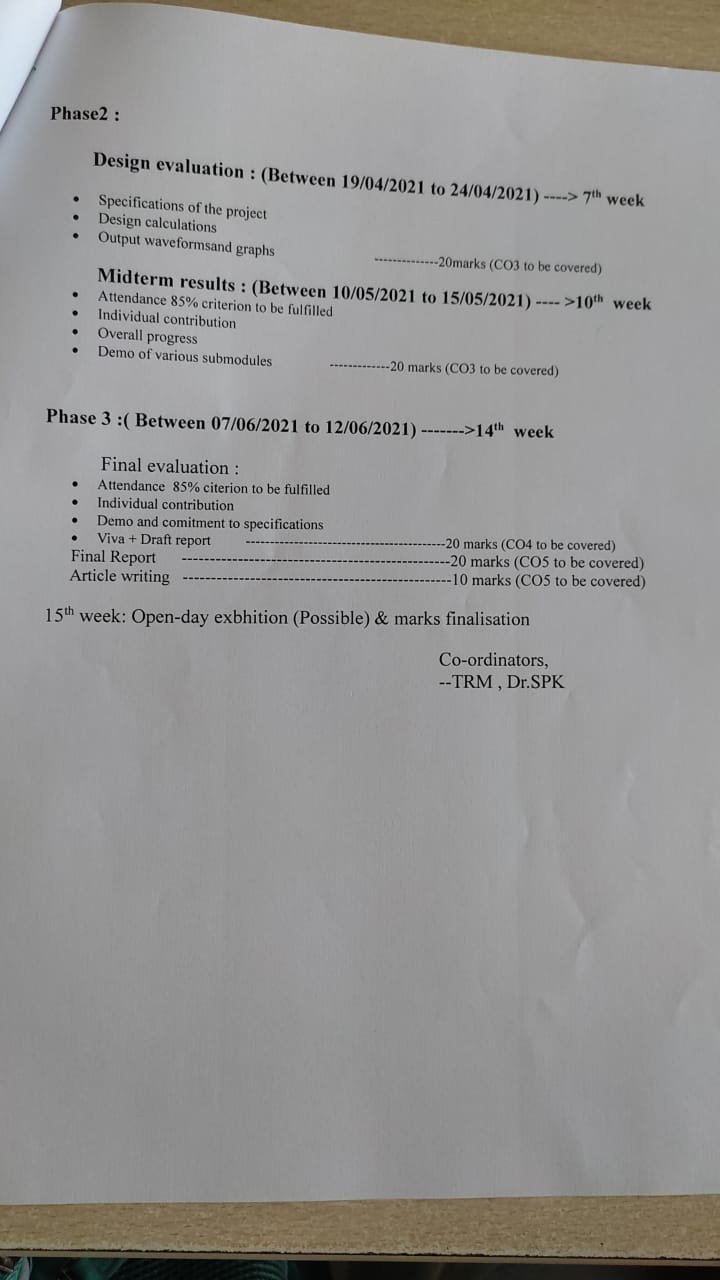 Phase2 :
Design evaluation : (Between 19/04/2021 to 24/04/2021) ----> 7th week
• Specifications of the project
• Design calculations
• Output waveformsand graphs --------------20marks (CO3 to be covered)
Midterm results : (Between 10/05/2021 to 15/05/2021) ---- >10th week
• Attendance 85% criterion to be fulfilled
• Individual contribution
• Overall progress
• Demo of various submodules -------------20 marks (CO3 to be covered)
Phase 3 :( Between 07/06/2021 to 12/06/2021) ------->14th week
Final evaluation :
• Attendance 85% citerion to be fulfilled
• Individual contribution
• Demo and comitment to specifications
• Viva + Draft report -------------------------------------------20 marks (CO4 to be covered)
Final Report ------------------------------------------------20 marks (CO5 to be covered)
Article writing ------------------------------------------------10 marks (CO5 to be covered)
15th week: Open-day exbhition (Possible) & marks finalisation
Co-ordinators,
--TRM , Dr.SPK